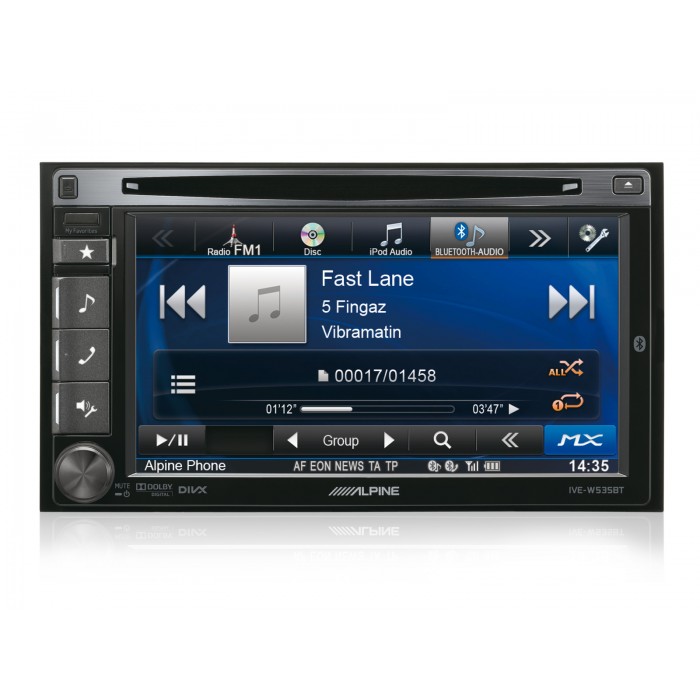 My Favorites
Radio FM1
Disc
iPod Audio
BLUETOOTH-AUDIO
Fast Lane
5 Fingaz
Vibramatin
00017/01458
ALL
01'12"
03'47"
1
Group
MX
Alpine Phone
AF EON NEWS TA TP
14:35
MUTE
DOLBY
DIGITAL
DIVX
ALPINE
IVE-W535BT